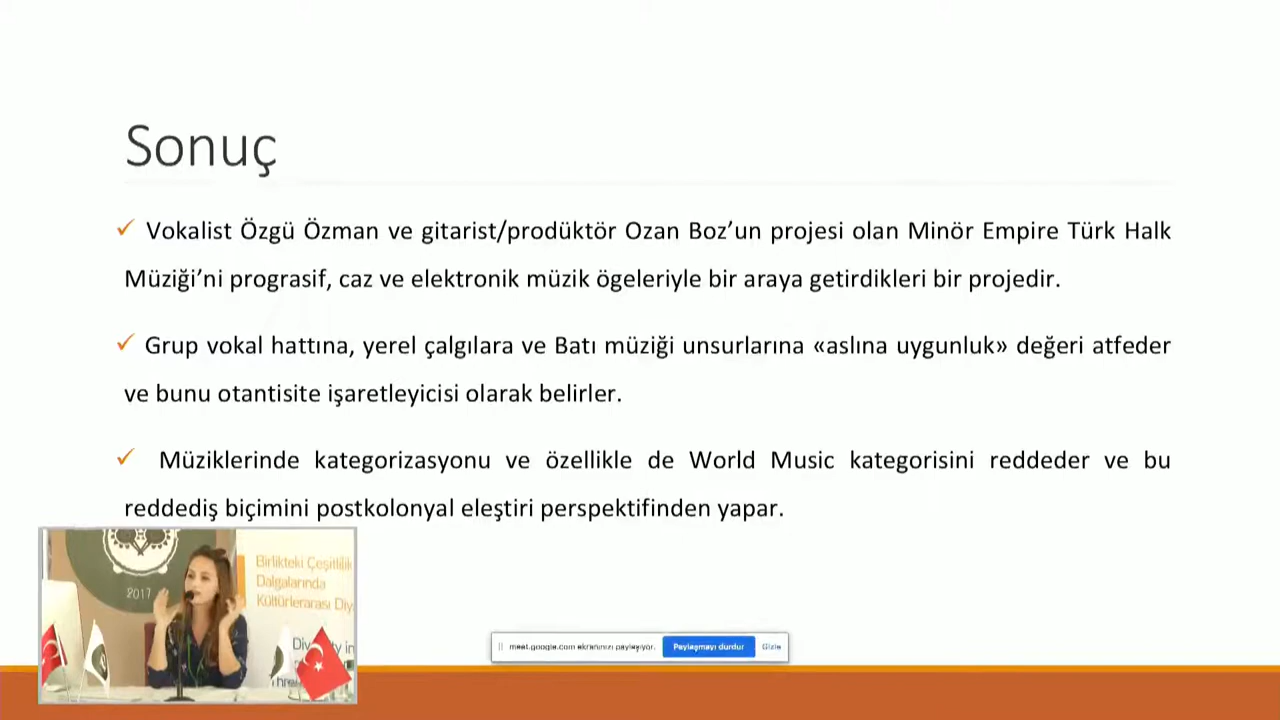 Sonuç
✓ Vokalist Özgü Özman ve gitarist/prodüktör Ozan Boz’un projesi olan Minör Empire Türk Halk
Müziği’ni prograsif, caz ve elektronik müzik ögeleriyle bir araya getirdikleri bir projedir.
✓ Grup vokal hattına, yerel çalgılara ve Batı müziği unsurlarına «aslına uygunluk» değeri atfeder
ve bunu otantisite işaretleyicisi olarak belirler.
✓ Müziklerinde kategorizasyonu ve özellikle de World Music kategorisini reddeder ve bu
reddediş biçimini postkolonyal eleştiri perspektifinden yapar.
2017
Birlikteki Çeşitlilik
Dalgalarında
Kültürlerarası
meet.google.com ekranınızı paylaşıyor.
Paylaşmayı durdur
Gizle